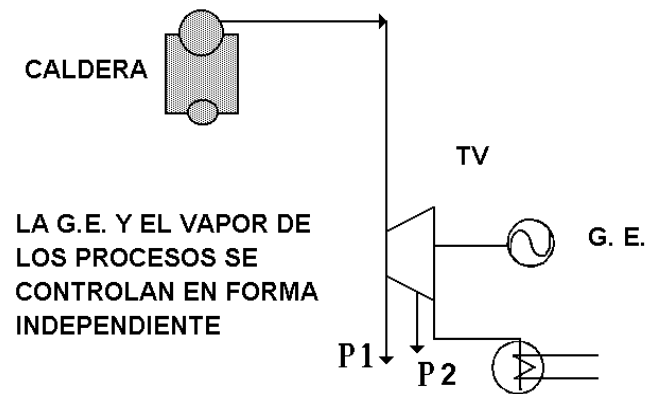 CALDERA
TV
LA G.E. Y EL VAPOR DE
LOS PROCESOS SE
CONTROLAN EN FORMA
INDEPENDIENTE
G. E.
P1
P2